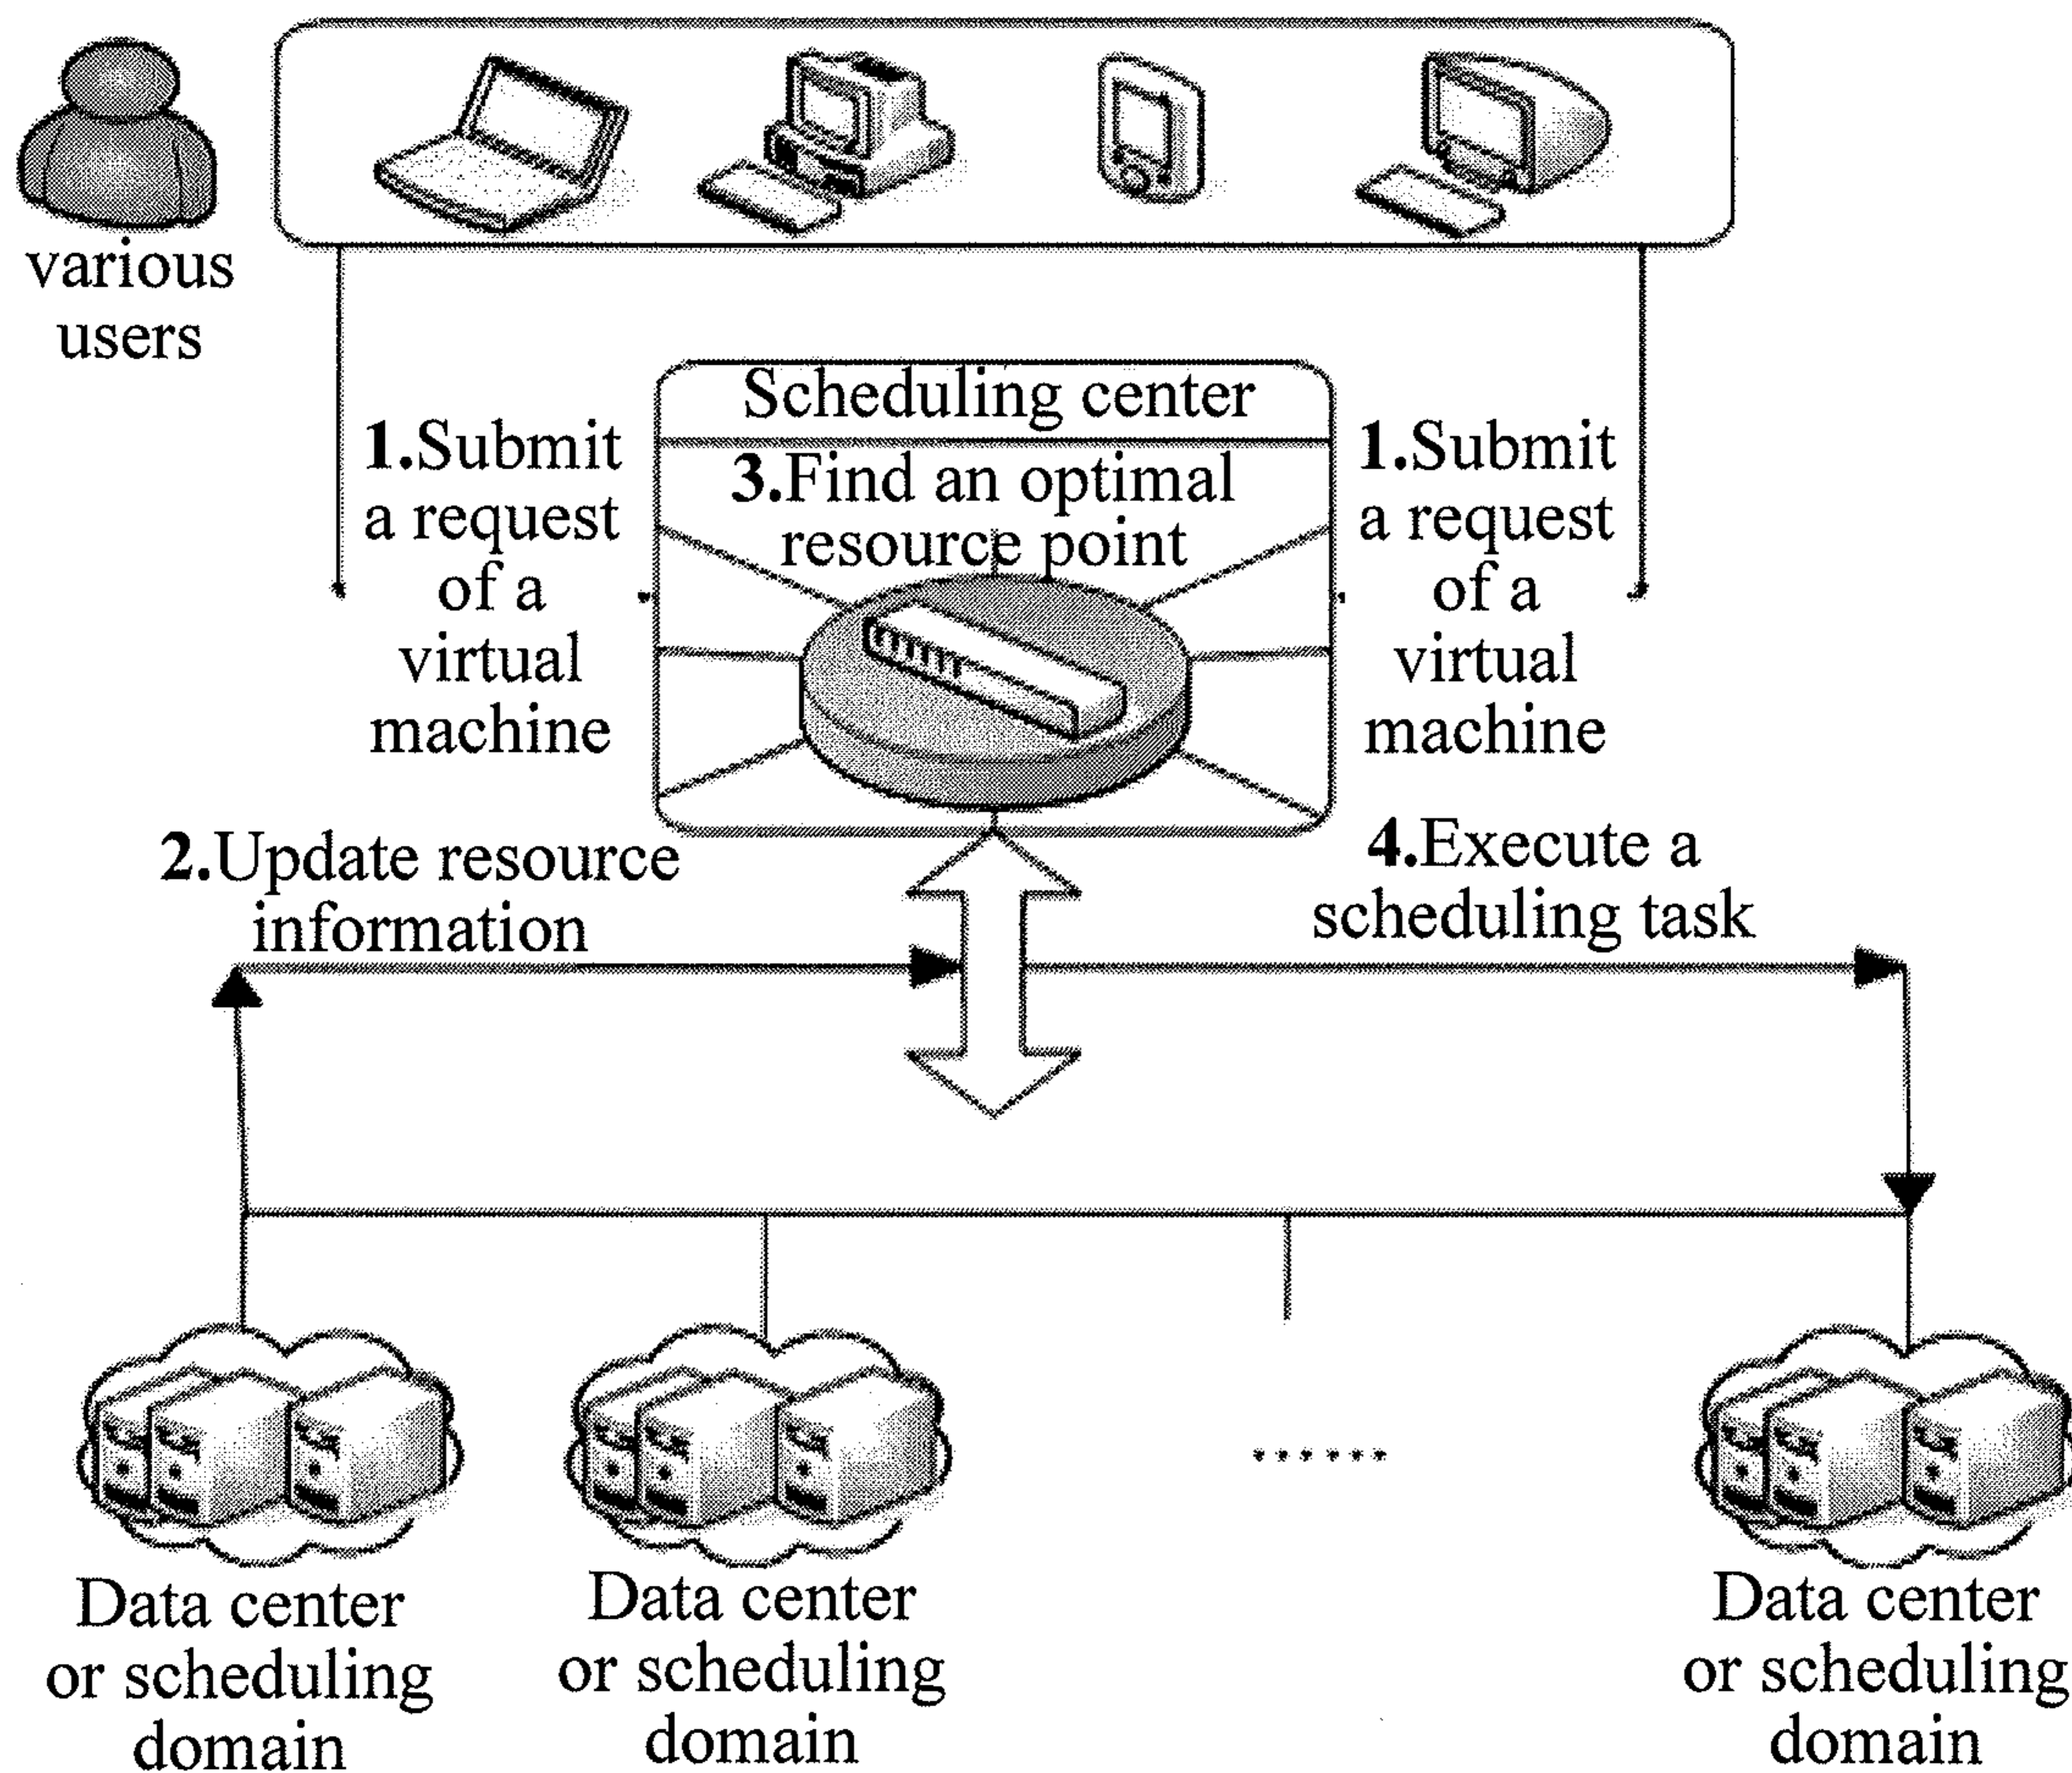 various
users
Scheduling center
1.Submit
a request
of a
virtual
machine
3.Find an optimal
resource point
1.Submit
a request
of a
virtual
machine
2.Update resource
information
4.Execute a
scheduling task
......
Data center
or scheduling
domain
Data center
or scheduling
domain
Data center
or scheduling
domain